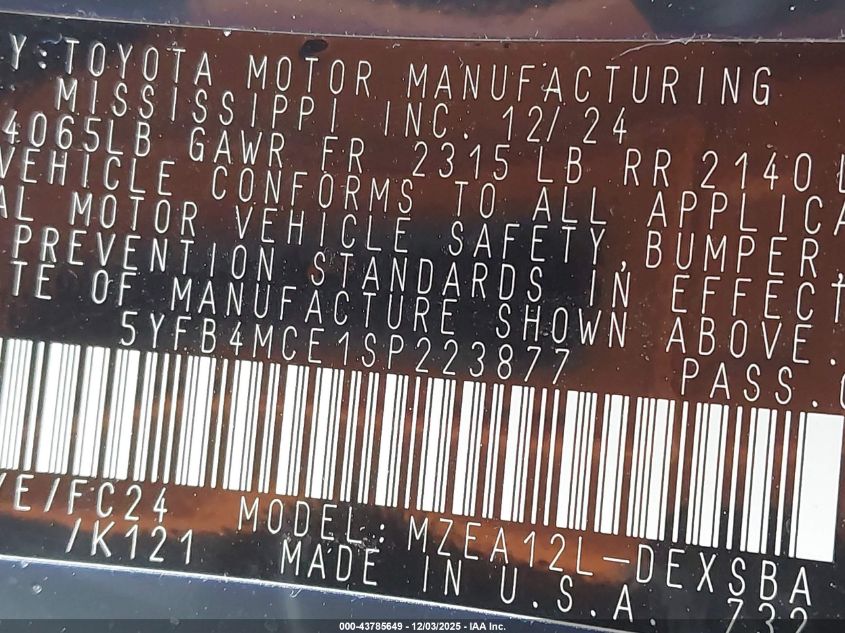 Y:TOYOTA MOTOR MANUFACTURING
MISSISSIPPI INC. 12/24
4065LB GAWR FR 2315LB RR 2140
VEHICLE CONFORMS TO ALL APPLICA
AL MOTOR VEHICLE SAFETY, BUMPER,
PREVENTION STANDARDS IN EFFECT
TE OF MANUFACTURE SHOWN ABOVE.
5YFB4MCE1SP223877 PASS.
/E/FC24 MODEL: MZEA12L-DEXSBA
/K121 MADE IN U.S.A. 732
000-43785649 - 12/03/2025 - IAA Inc.